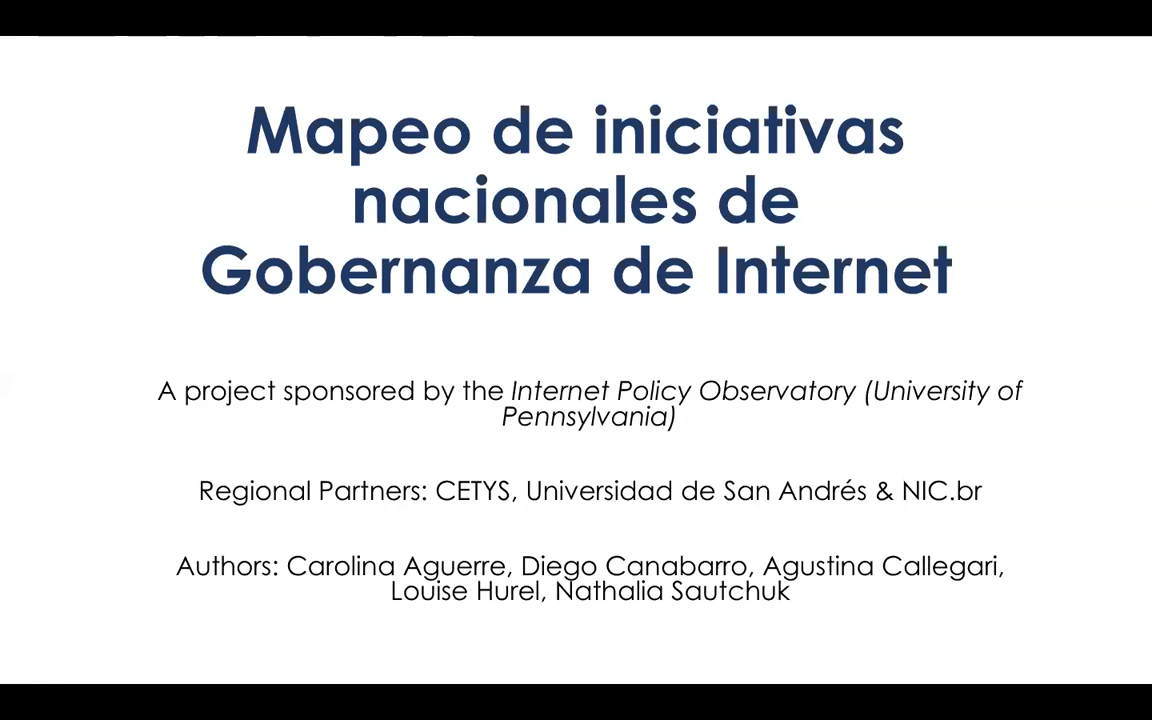 Mapeo de iniciativas
nacionales de
Gobernanza de Internet
A project sponsored by the Internet Policy Observatory (University of
Pennsylvania)
Regional Partners: CETYS, Universidad de San Andrés & NIC.br
Authors: Carolina Aguerre, Diego Canabarro, Agustina Callegari,
Louise Hurel, Nathalia Sautchuk